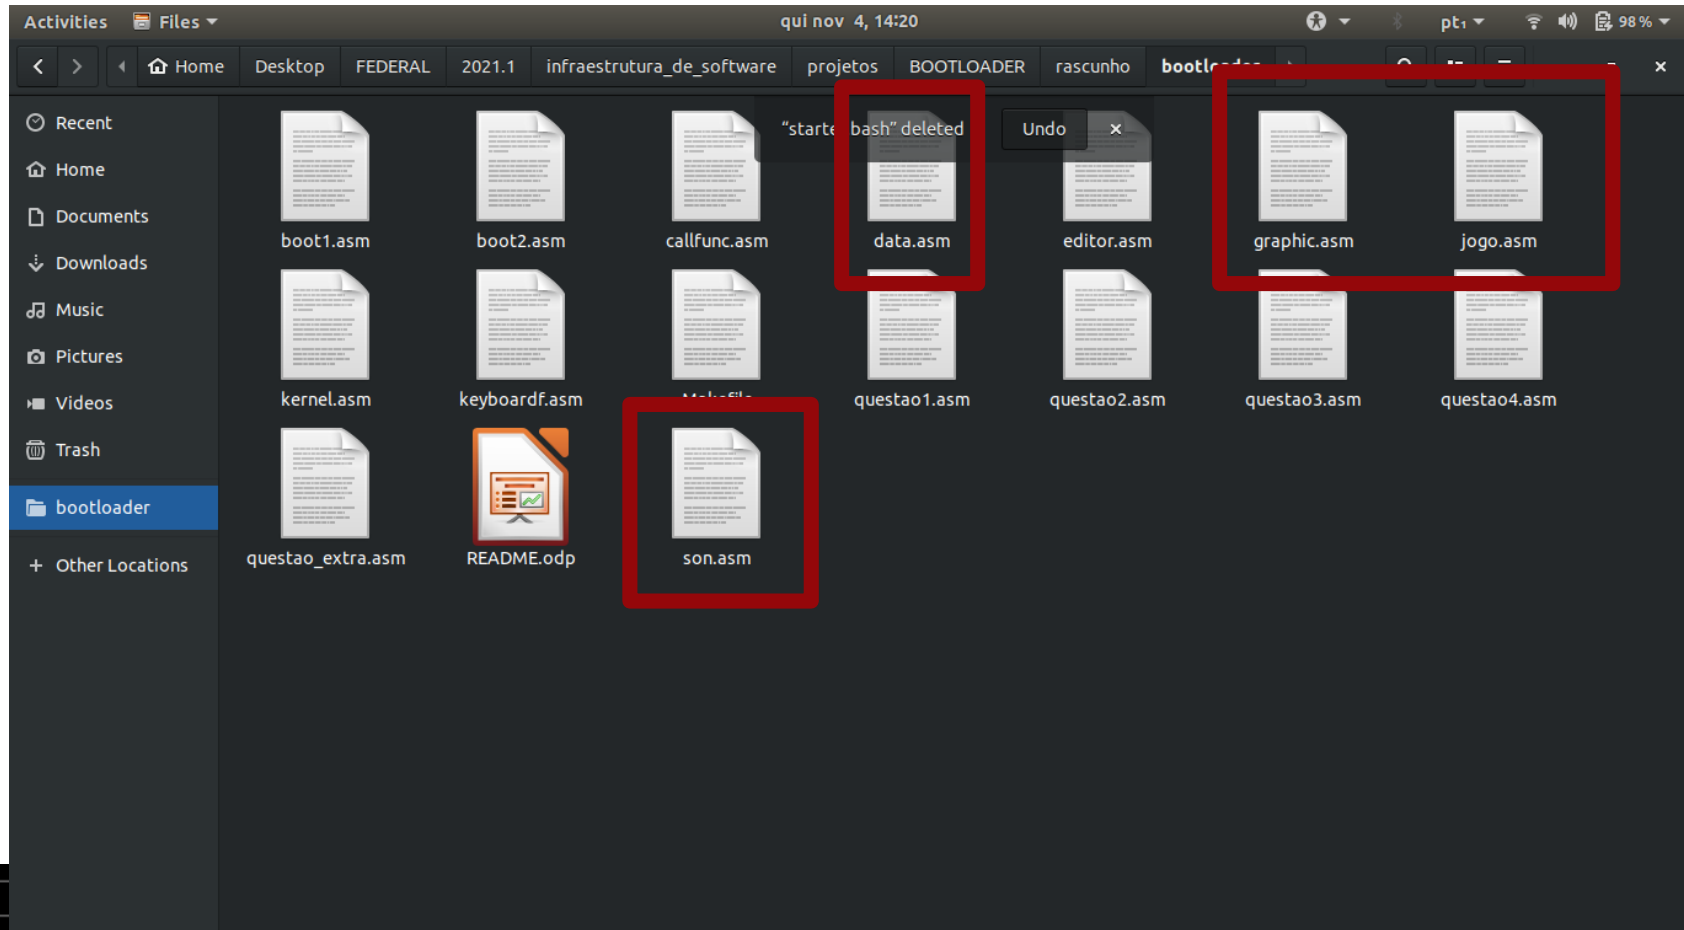 Activities Files qui nov 4, 14:20 pt₁ 98 %
Home Desktop FEDERAL 2021.1 infraestrutura_de_software projetos BOOTLOADER rascunho bootloader
Recent
Home
Documents
Downloads
Music
Pictures
Videos
Trash
bootloader
+ Other Locations
deleted Undo
boot1.asm boot2.asm callfunc.asm data.asm editor.asm graphic.asm jogo.asm
kernel.asm keyboardf.asm Makefile questao1.asm questao2.asm questao3.asm questao4.asm
questao_extra.asm README.odp son.asm